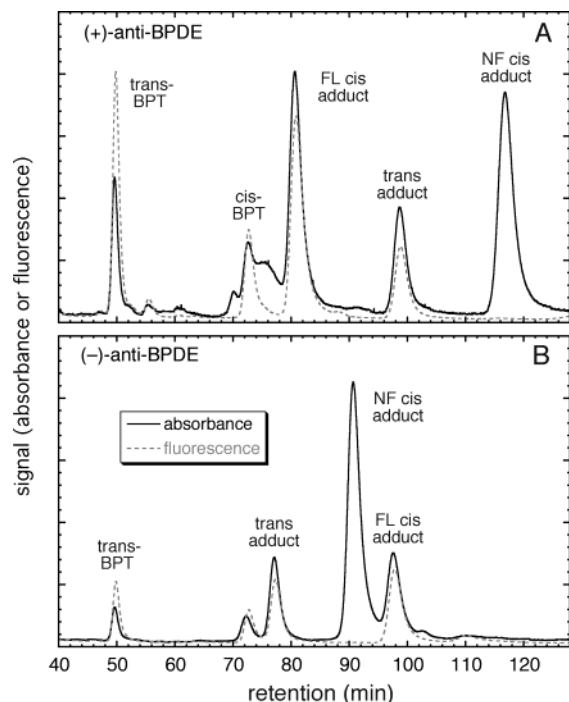 (+)-anti-BPDE
A
trans-
BPT
FL cis
adduct
NF cis
adduct
cis-
BPT
trans
adduct
(–)-anti-BPDE
B
absorbance
fluorescence
NF cis
adduct
trans-
BPT
trans
adduct
FL cis
adduct
signal (absorbance or fluorescence)
40 50 60 70 80 90 100 110 120
retention (min)